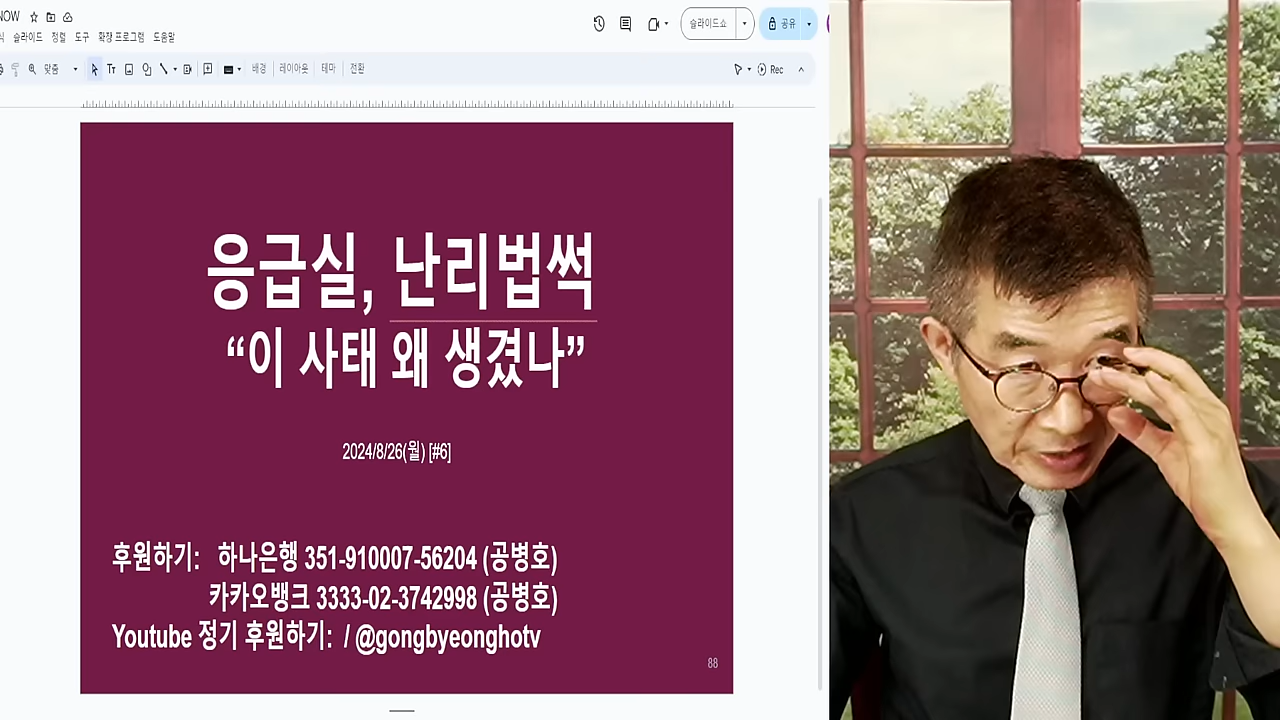 NOW
슬라이드 정렬 도구 확장 프로그램 도움말
슬라이드쇼
공유
맞춤
Tт
배경
레이아웃
테마
전환
Rec
응급실, 난리법썩
“이 사태 왜 생겼나”
2024/8/26(월) [#6]
후원하기: 하나은행 351-910007-56204 (공병호)
카카오뱅크 3333-02-3742998 (공병호)
Youtube 정기 후원하기: / @gongbyeonghotv
88